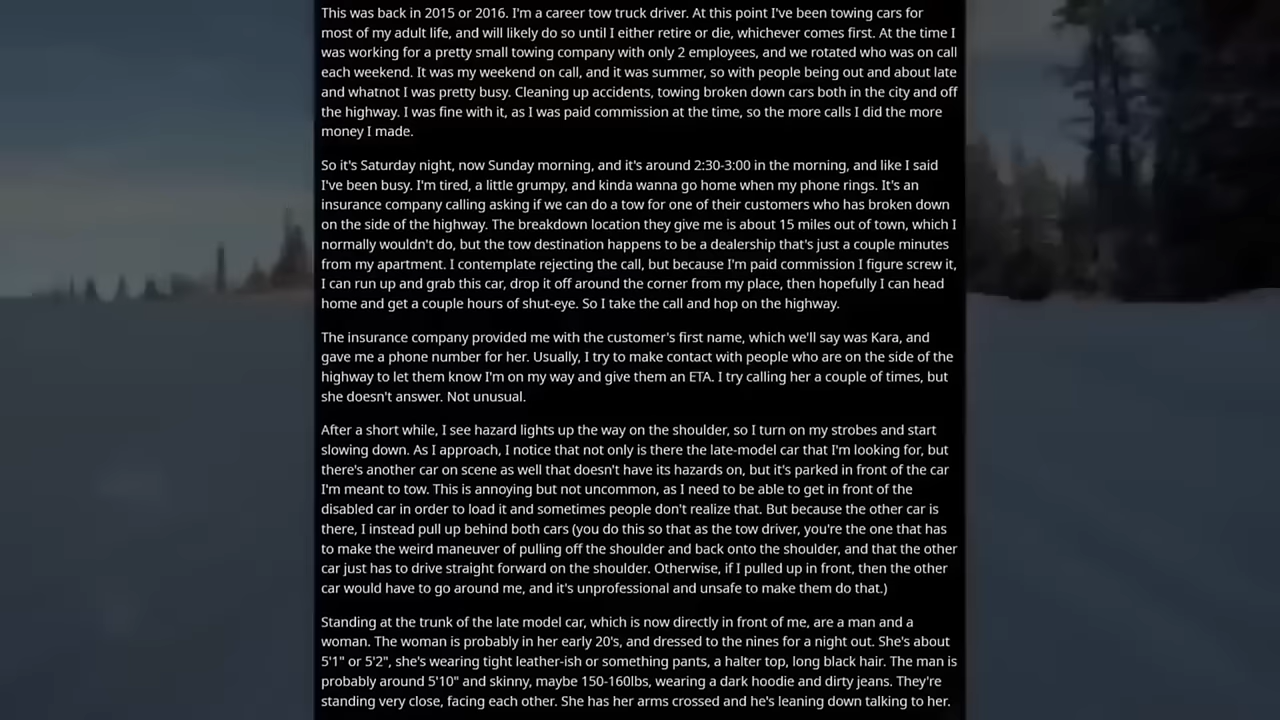 This was back in 2015 or 2016. I'm a career tow truck driver. At this point I've been towing cars for
most of my adult life, and will likely do so until I either retire or die, whichever comes first. At the time I
was working for a pretty small towing company with only 2 employees, and we rotated who was on call
each weekend. It was my weekend on call, and it was summer, so with people being out and about late
and whatnot I was pretty busy. Cleaning up accidents, towing broken down cars both in the city and off
the highway. I was fine with it, as I was paid commission at the time, so the more calls I did the more
money I made.
So it's Saturday night, now Sunday morning, and it's around 2:30-3:00 in the morning, and like I said
I've been busy. I'm tired, a little grumpy, and kinda wanna go home when my phone rings. It's an
insurance company calling asking if we can do a tow for one of their customers who has broken down
on the side of the highway. The breakdown location they give me is about 15 miles out of town, which I
normally wouldn't do, but the tow destination happens to be a dealership that's just a couple minutes
from my apartment. I contemplate rejecting the call, but because I'm paid commission I figure screw it,
I can run up and grab this car, drop it off around the corner from my place, then hopefully I can head
home and get a couple hours of shut-eye. So I take the call and hop on the highway.
The insurance company provided me with the customer's first name, which we'll say was Kara, and
gave me a phone number for her. Usually, I try to make contact with people who are on the side of the
highway to let them know I'm on my way and give them an ETA. I try calling her a couple of times, but
she doesn't answer. Not unusual.
After a short while, I see hazard lights up the way on the shoulder, so I turn on my strobes and start
slowing down. As I approach, I notice that not only is there the late-model car that I'm looking for, but
there's another car on scene as well that doesn't have its hazards on, but it's parked in front of the car
I'm meant to tow. This is annoying but not uncommon, as I need to be able to get in front of the
disabled car in order to load it and sometimes people don't realize that. But because the other car is
there, I instead pull up behind both cars (you do this so that as the tow driver, you're the one that has
to make the weird maneuver of pulling off the shoulder and back onto the shoulder, and that the other
car just has to drive straight forward on the shoulder. Otherwise, if I pulled up in front, then the other
car would have to go around me, and it's unprofessional and unsafe to make them do that.)
Standing at the trunk of the late model car, which is now directly in front of me, are a man and a
woman. The woman is probably in her early 20's, and dressed to the nines for a night out. She's about
5'1" or 5'2", she's wearing tight leather-ish or something pants, a halter top, long black hair. The man is
probably around 5'10" and skinny, maybe 150-160lbs, wearing a dark hoodie and dirty jeans. They're
standing very close, facing each other. She has her arms crossed and he's leaning down talking to her.